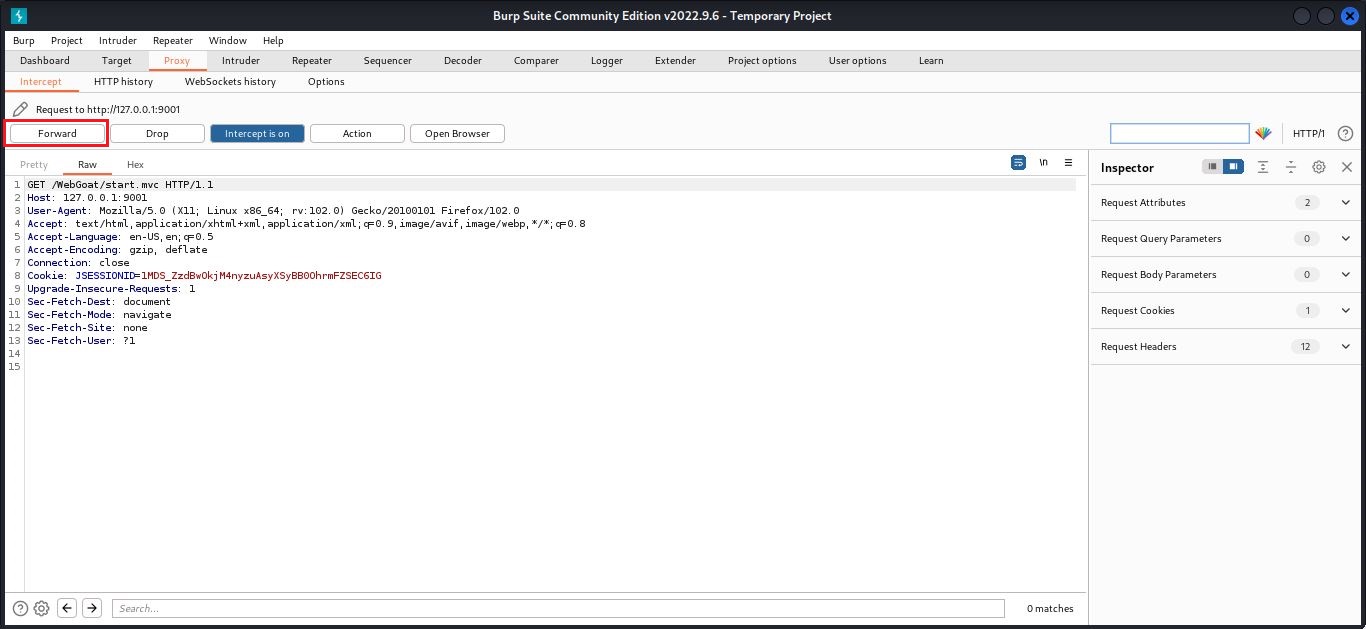 Burp Suite Community Edition v2022.9.6 - Temporary Project
Burp Project Intruder Repeater Window Help
Dashboard Target Proxy Intruder Repeater Sequencer Decoder Comparer Logger Extender Project options User options Learn
Intercept HTTP history WebSockets history Options
Request to http://127.0.0.1:9001
Forward Drop Intercept is on Action Open Browser HTTP/1 ?
Pretty Raw Hex \n
Inspector
1 GET /WebGoat/start.mvc HTTP/1.1
2 Host: 127.0.0.1:9001
3 User-Agent: Mozilla/5.0 (X11; Linux x86_64; rv:102.0) Gecko/20100101 Firefox/102.0
4 Accept: text/html,application/xhtml+xml,application/xml;q=0.9,image/avif,image/webp,*/*;q=0.8
5 Accept-Language: en-US,en;q=0.5
6 Accept-Encoding: gzip, deflate
7 Connection: close
8 Cookie: JSESSIONID=1MDS_ZzdBwOkjM4nyzuAsyXSyBB0OhrmFZSEC6IG
9 Upgrade-Insecure-Requests: 1
10 Sec-Fetch-Dest: document
11 Sec-Fetch-Mode: navigate
12 Sec-Fetch-Site: none
13 Sec-Fetch-User: ?1
14
15
Request Attributes 2
Request Query Parameters 0
Request Body Parameters 0
Request Cookies 1
Request Headers 12
? Search... 0 matches